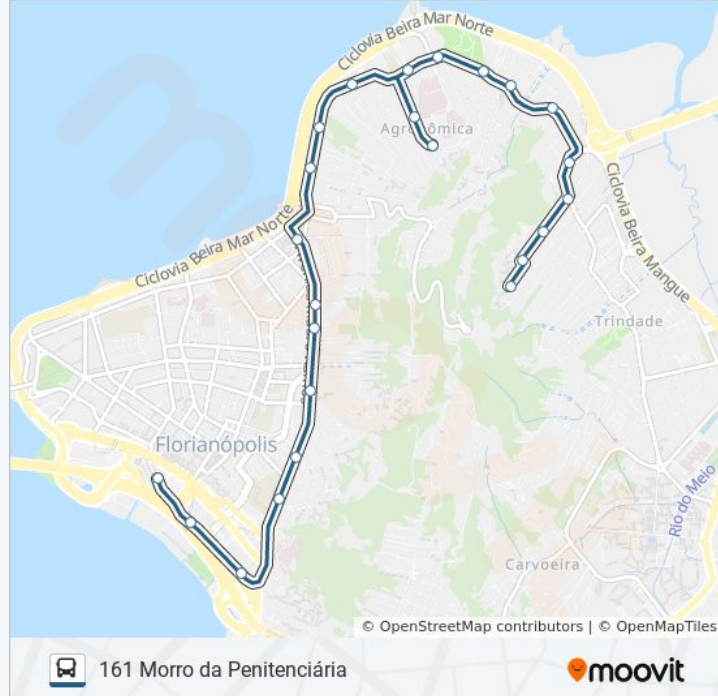 Ciclovia Beira Mar Norte
Agronômica
Ciclovia Beira Mar Norte
Ciclovia Beira Mangue
Trindade
Florianópolis
Rio do Meio
Carvoeira
© OpenStreetMap contributors | © OpenMapTiles
161 Morro da Penitenciária
moovit